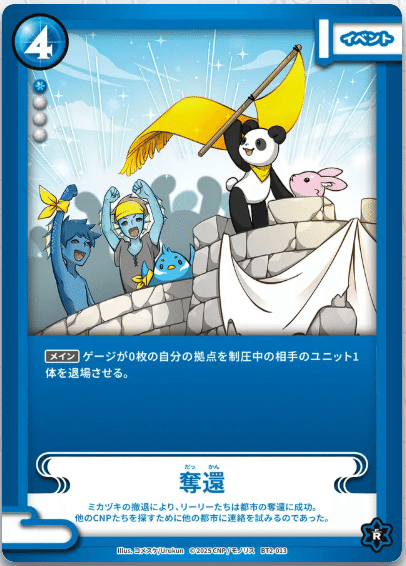 4
イベント
メイン ゲージが0枚の自分の拠点を制圧中の相手のユニット1
体を退場させる。
だっ かん
奪還
ミカヅキの撤退により、リーリーたちは都市の奪還に成功。
他のCNPたちを探すために他の都市に連絡を試みるのであった。
R
Illus. コメスケ/Urukun ©2025 CNP/モノリス BT2-013